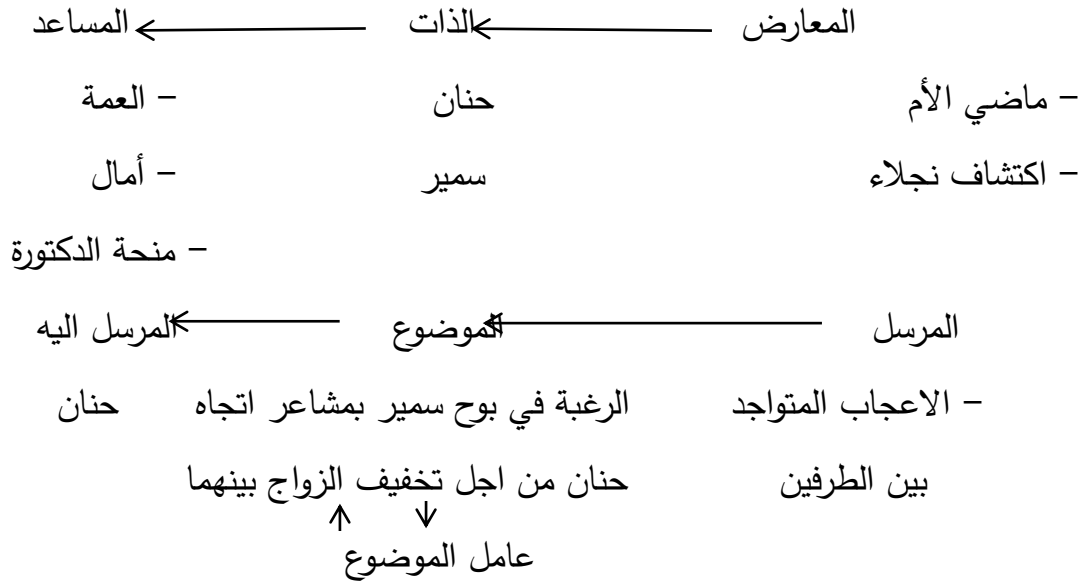 المعارض الذات المساعد
– ماضي الأم حنان – العمة
– اكتشاف نجلاء سمير – أمال
– منحة الدكتورة
المرسل الموضوع المرسل اليه
– الاعجاب المتواجد الرغبة في بوح سمير بمشاعر اتجاه حنان
بين الطرفين حنان من اجل تخفيف الزواج بينهما
عامل الموضوع